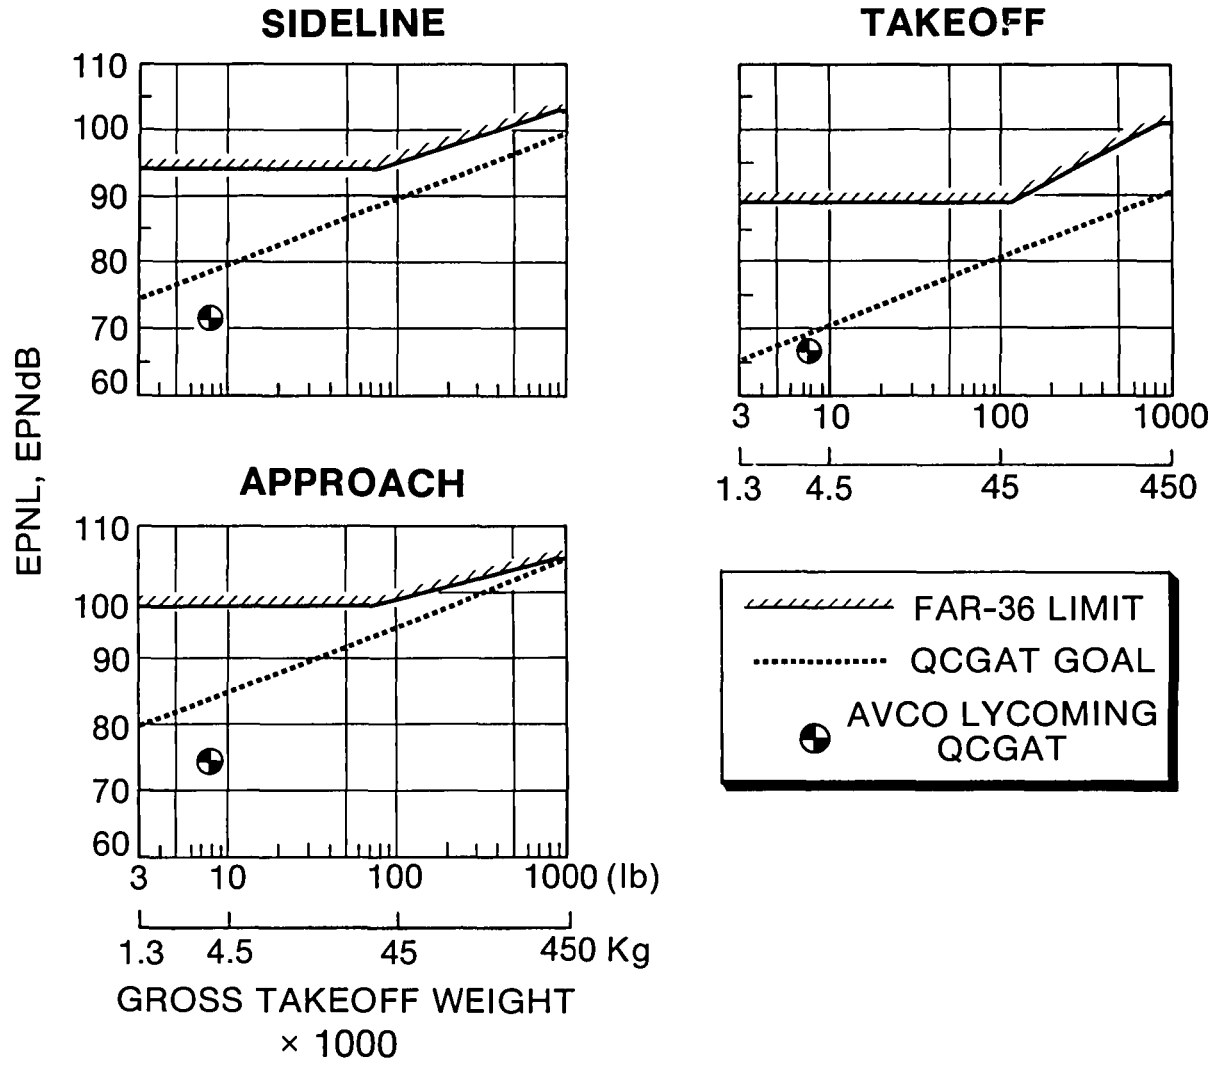 SIDELINE
110
100
90
80
70
60
TAKEOFF
3 10 100 1000
1.3 4.5 45 450
EPNL, EPNdB
APPROACH
110
100
90
80
70
60
3 10 100 1000 (lb)
1.3 4.5 45 450 Kg
GROSS TAKEOFF WEIGHT
× 1000
FAR-36 LIMIT
QCGAT GOAL
AVCO LYCOMING
QCGAT